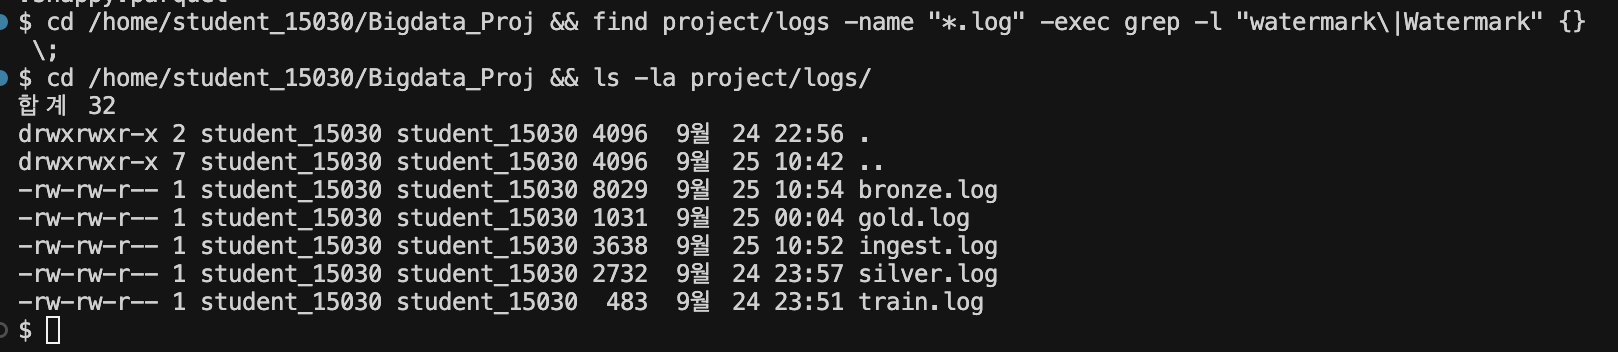 $ cd /home/student_15030/Bigdata_Proj && find project/logs -name "*.log" -exec grep -l "watermark\|Watermark" {}
\;
$ cd /home/student_15030/Bigdata_Proj && ls -la project/logs/
합계 32
drwxrwxr-x 2 student_15030 student_15030 4096  9월 24 22:56 .
drwxrwxr-x 7 student_15030 student_15030 4096  9월 25 10:42 ..
-rw-rw-r-- 1 student_15030 student_15030 8029  9월 25 10:54 bronze.log
-rw-rw-r-- 1 student_15030 student_15030 1031  9월 25 00:04 gold.log
-rw-rw-r-- 1 student_15030 student_15030 3638  9월 25 10:52 ingest.log
-rw-rw-r-- 1 student_15030 student_15030 2732  9월 24 23:57 silver.log
-rw-rw-r-- 1 student_15030 student_15030  483  9월 24 23:51 train.log
$